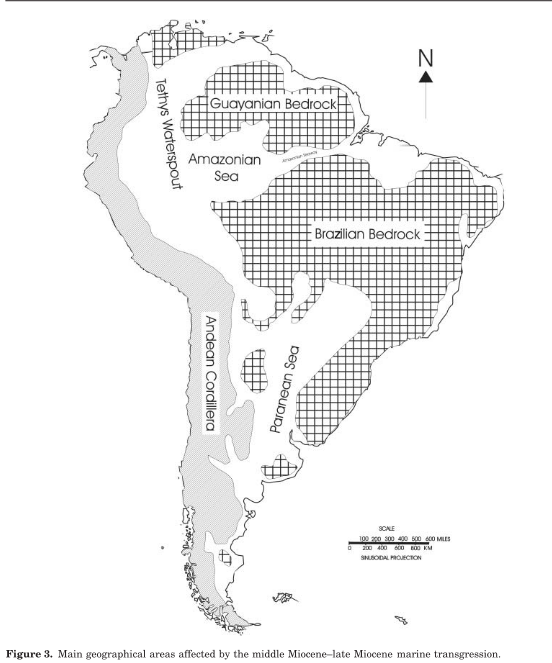 N
Tethys Waterspout
Guayanian Bedrock
Amazonian
Sea
Brazilian Bedrock
Andean Cordillera
Paranean Sea
SCALE
100 200 300 400 500 600 MILES
0 200 400 600 800 KM
SINUSOIDAL PROJECTION
Figure 3. Main geographical areas affected by the middle Miocene–late Miocene marine transgression.